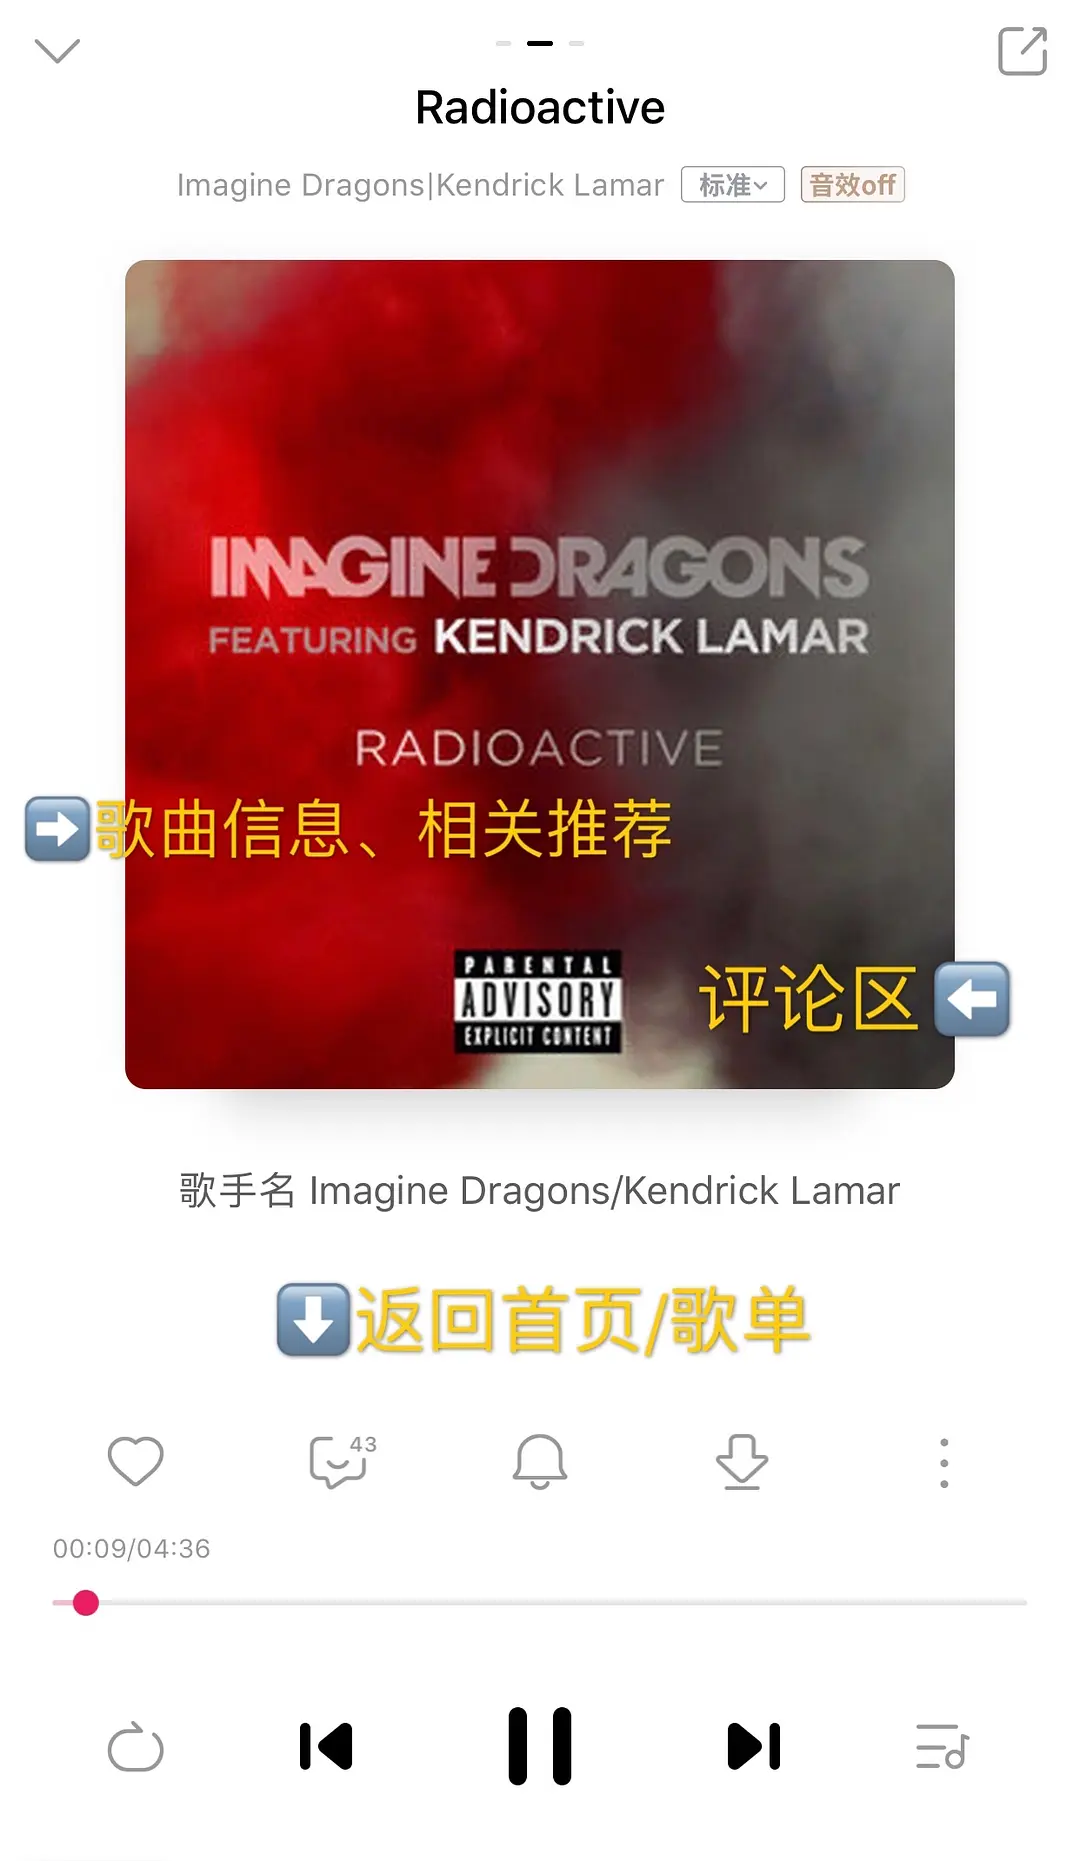 Radioactive
Imagine Dragons|Kendrick Lamar 标准 音效off
IMAGINE DRAGONS
FEATURING KENDRICK LAMAR
RADIOACTIVE
➡️歌曲信息、相关推荐
PARENTAL
ADVISORY
EXPLICIT CONTENT
评论区⬅️
歌手名 Imagine Dragons/Kendrick Lamar
⬇️返回首页/歌单
43
00:09/04:36